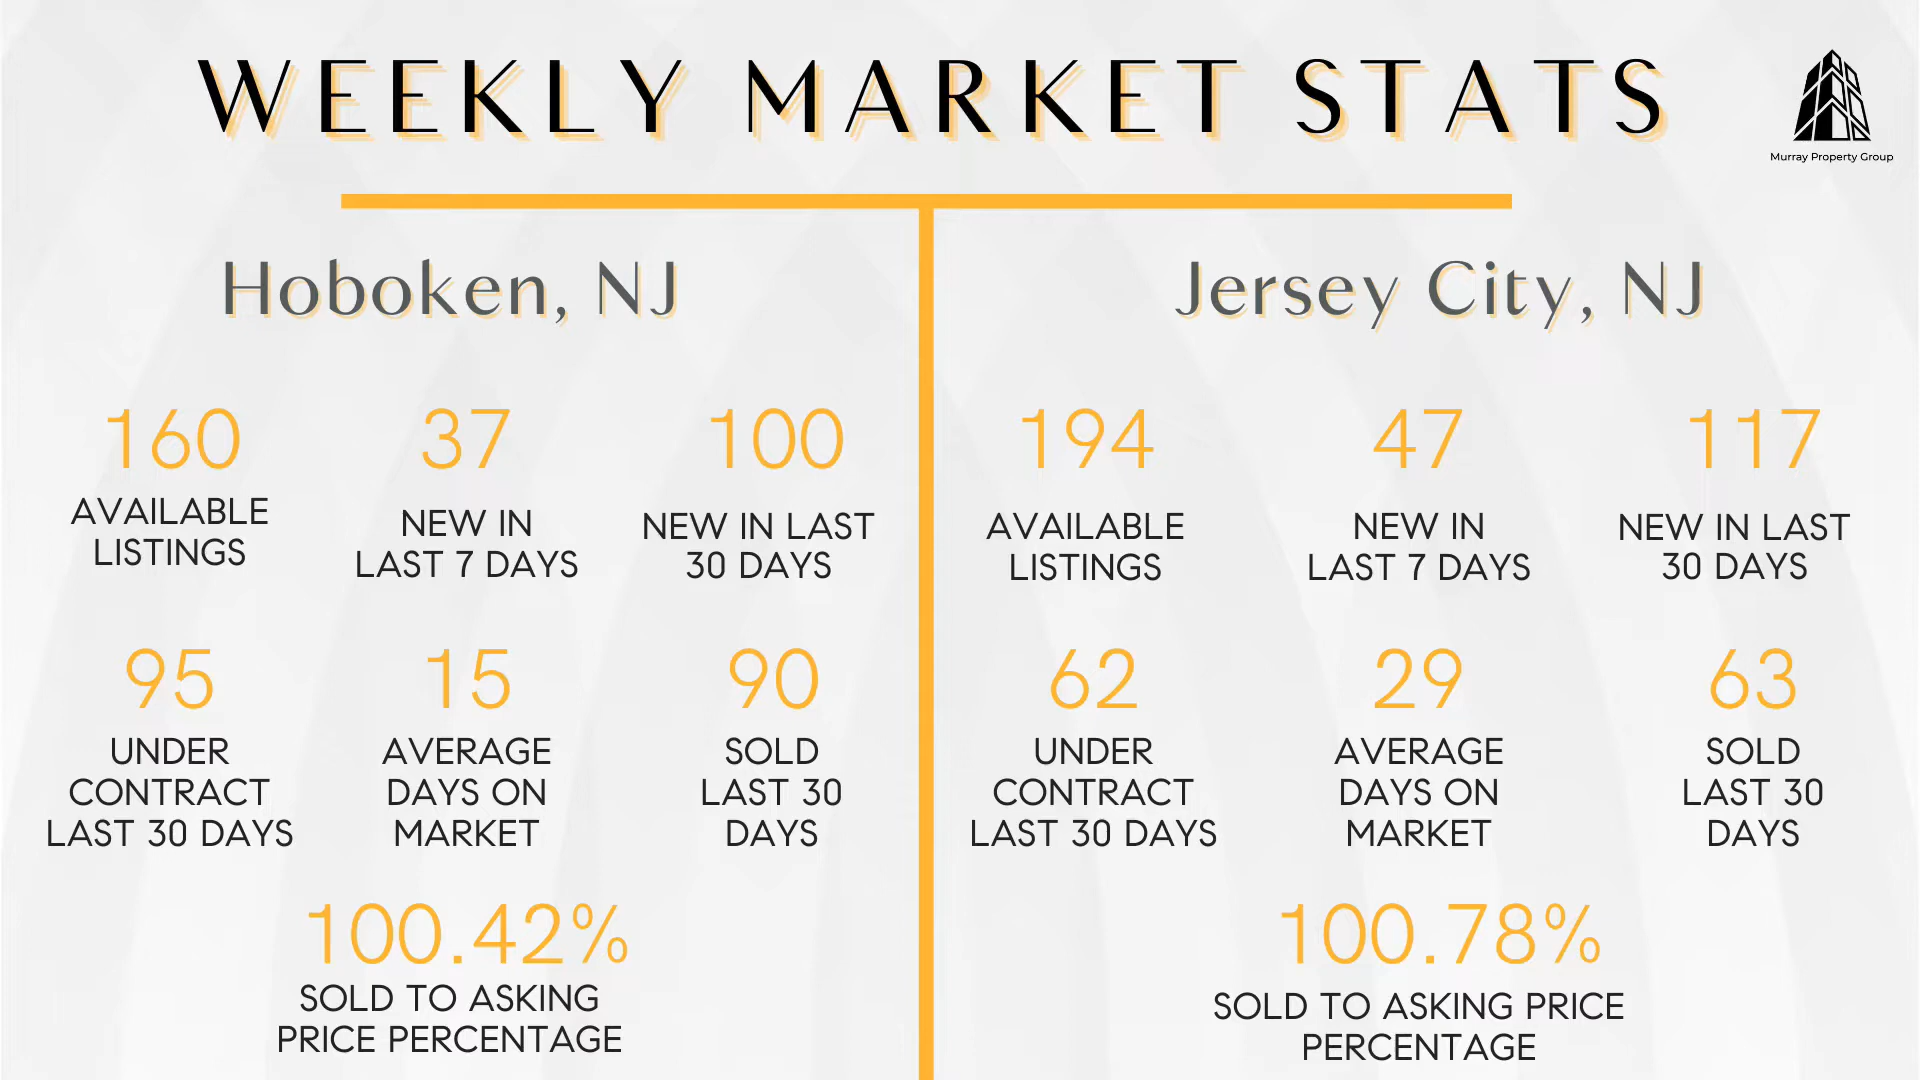 WEEKLY MARKET STATS
Murray Property Group
Hoboken, NJ
160
AVAILABLE
LISTINGS
37
NEW IN
LAST 7 DAYS
100
NEW IN LAST
30 DAYS
95
UNDER
CONTRACT
LAST 30 DAYS
15
AVERAGE
DAYS ON
MARKET
90
SOLD
LAST 30
DAYS
100.42%
SOLD TO ASKING
PRICE PERCENTAGE
Jersey City, NJ
194
AVAILABLE
LISTINGS
47
NEW IN
LAST 7 DAYS
117
NEW IN LAST
30 DAYS
62
UNDER
CONTRACT
LAST 30 DAYS
29
AVERAGE
DAYS ON
MARKET
63
SOLD
LAST 30
DAYS
100.78%
SOLD TO ASKING PRICE
PERCENTAGE